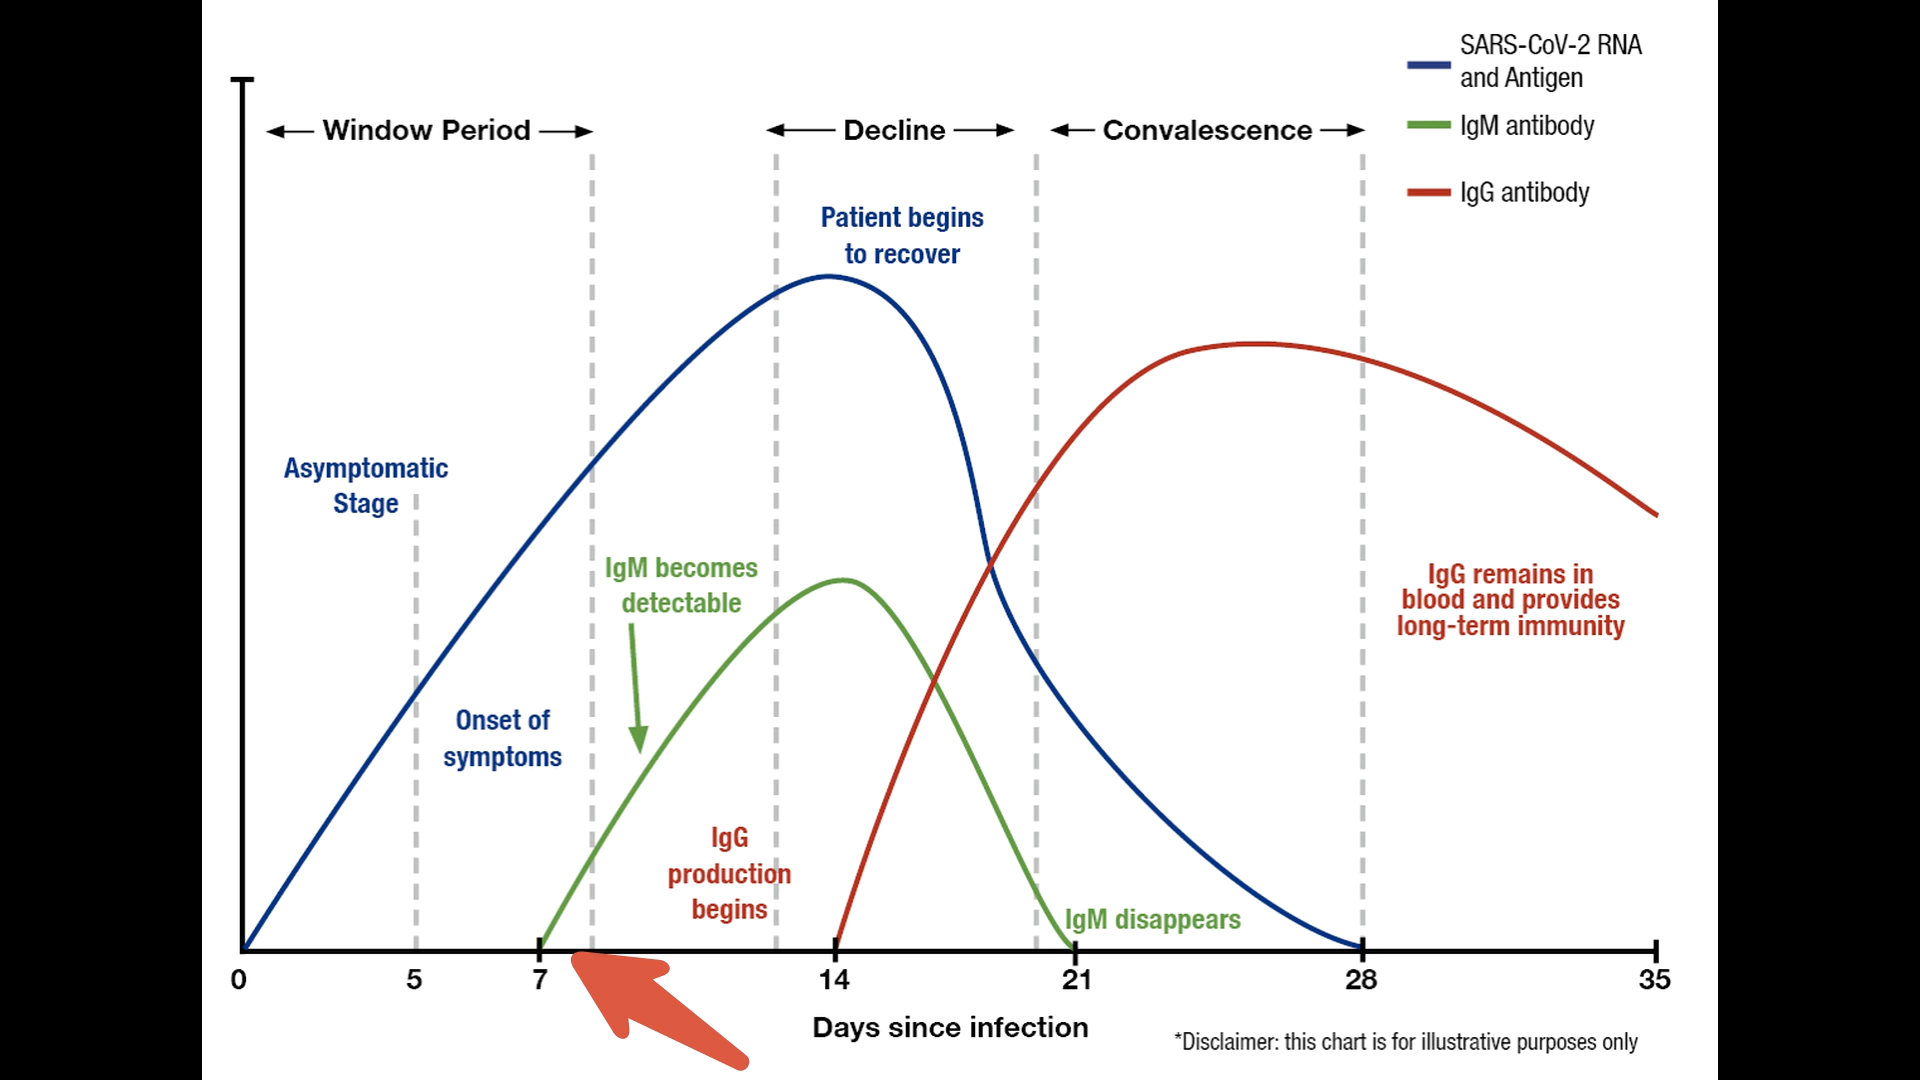 SARS-CoV-2 RNA
and Antigen
IgM antibody
IgG antibody
Window Period
Decline
Convalescence
Patient begins
to recover
Asymptomatic
Stage
IgM becomes
detectable
IgG remains in
blood and provides
long-term immunity
Onset of
symptoms
IgG
production
begins
IgM disappears
0 5 7 14 21 28 35
Days since infection
*Disclaimer: this chart is for illustrative purposes only